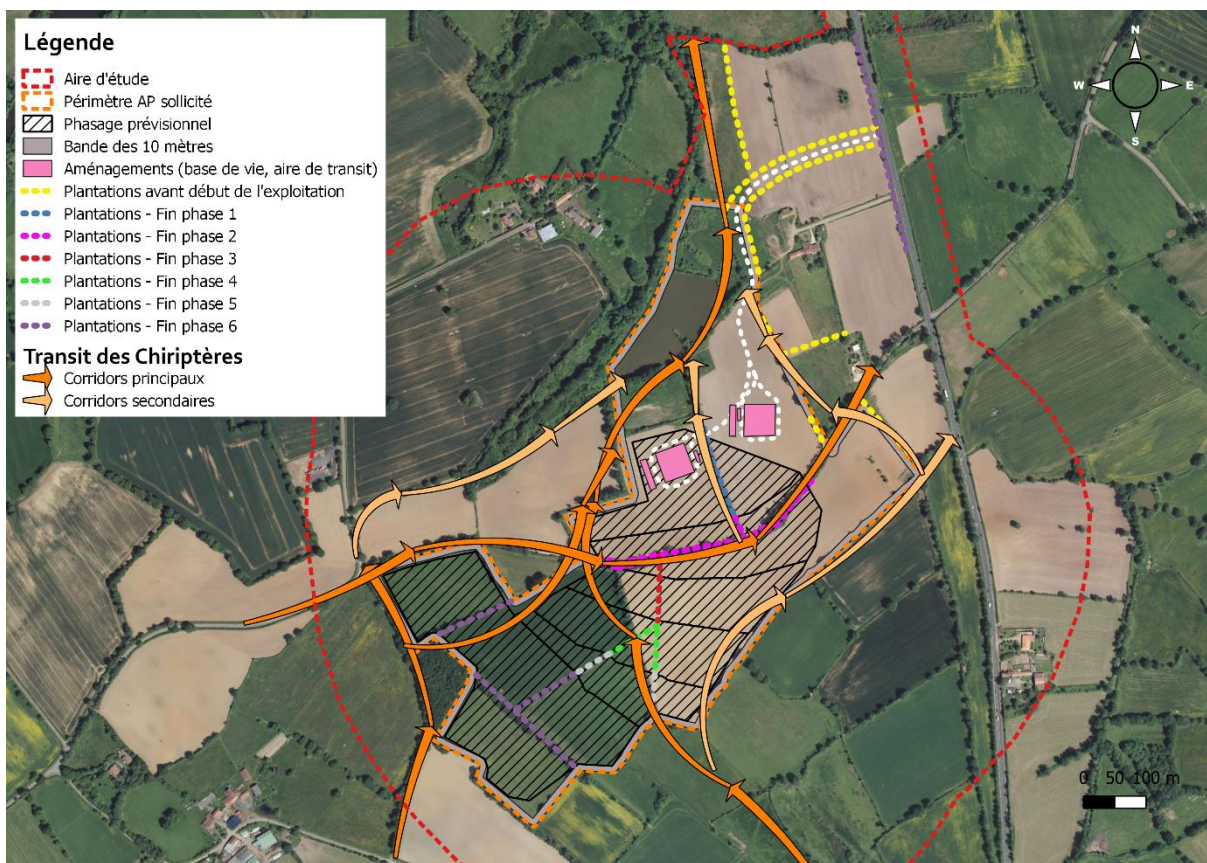 Légende
Aire d'étude
Périmètre AP sollicité
Phasage prévisionnel
Bande des 10 mètres
Aménagements (base de vie, aire de transit)
Plantations avant début de l'exploitation
Plantations - Fin phase 1
Plantations - Fin phase 2
Plantations - Fin phase 3
Plantations - Fin phase 4
Plantations - Fin phase 5
Plantations - Fin phase 6
Transit des Chiriptères
Corridors principaux
Corridors secondaires
N
W E
S
0 50 100 m